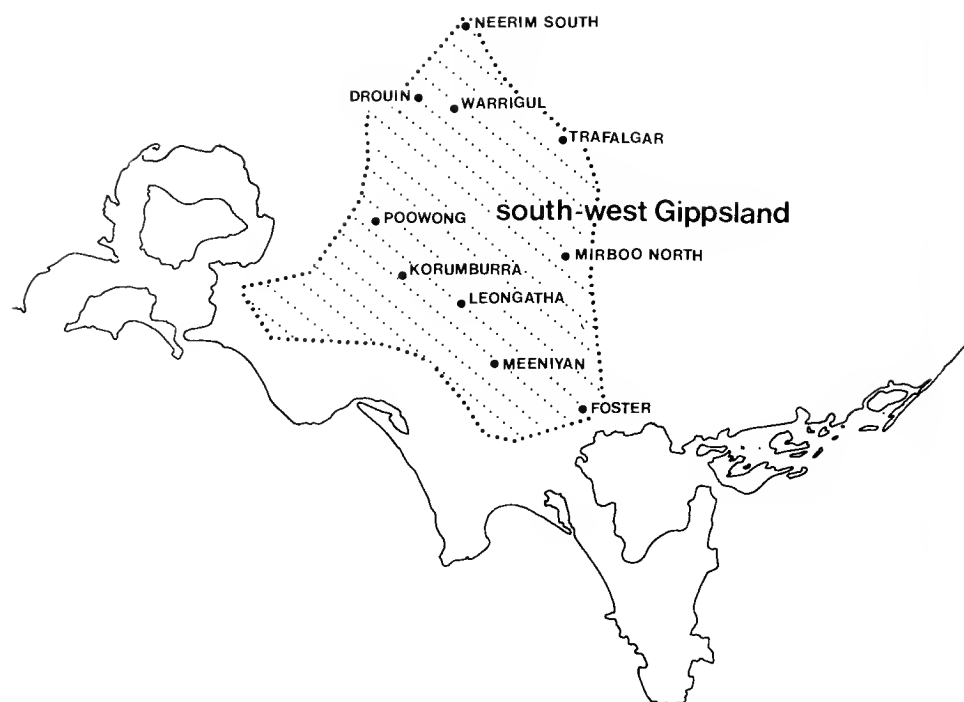 NEERIM SOUTH
DROUIN
WARRIGUL
TRAFALGAR
south-west Gippsland
POOWONG
MIRBOO NORTH
KORUMBURRA
LEONGATHA
MEENIYAN
FOSTER